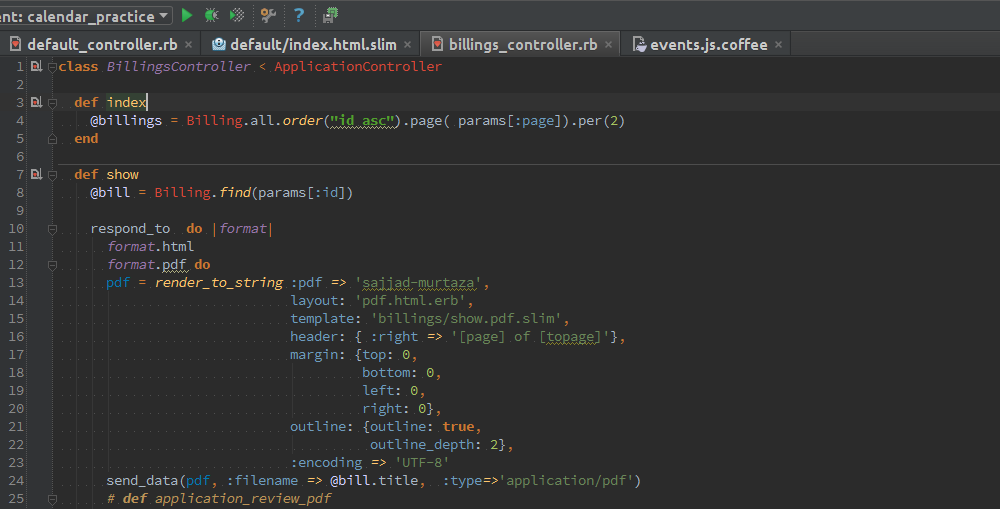 ent: calendar_practice
default_controller.rb × default/index.html.slim × billings_controller.rb × events.js.coffee ×
1 class BillingsController < ApplicationController
2
3 def index
4 @billings = Billing.all.order("id asc").page( params[:page]).per(2)
5 end
6
7 def show
8 @bill = Billing.find(params[:id])
9
10 respond_to do |format|
11 format.html
12 format.pdf do
13 pdf = render_to_string :pdf => 'sajjad-murtaza',
14 layout: 'pdf.html.erb',
15 template: 'billings/show.pdf.slim',
16 header: { :right => '[page] of [topage]'},
17 margin: {top: 0,
18 bottom: 0,
19 left: 0,
20 right: 0},
21 outline: {outline: true,
22 outline_depth: 2},
23 :encoding => 'UTF-8'
24 send_data(pdf, :filename => @bill.title, :type=>'application/pdf')
25 # def application_review_pdf